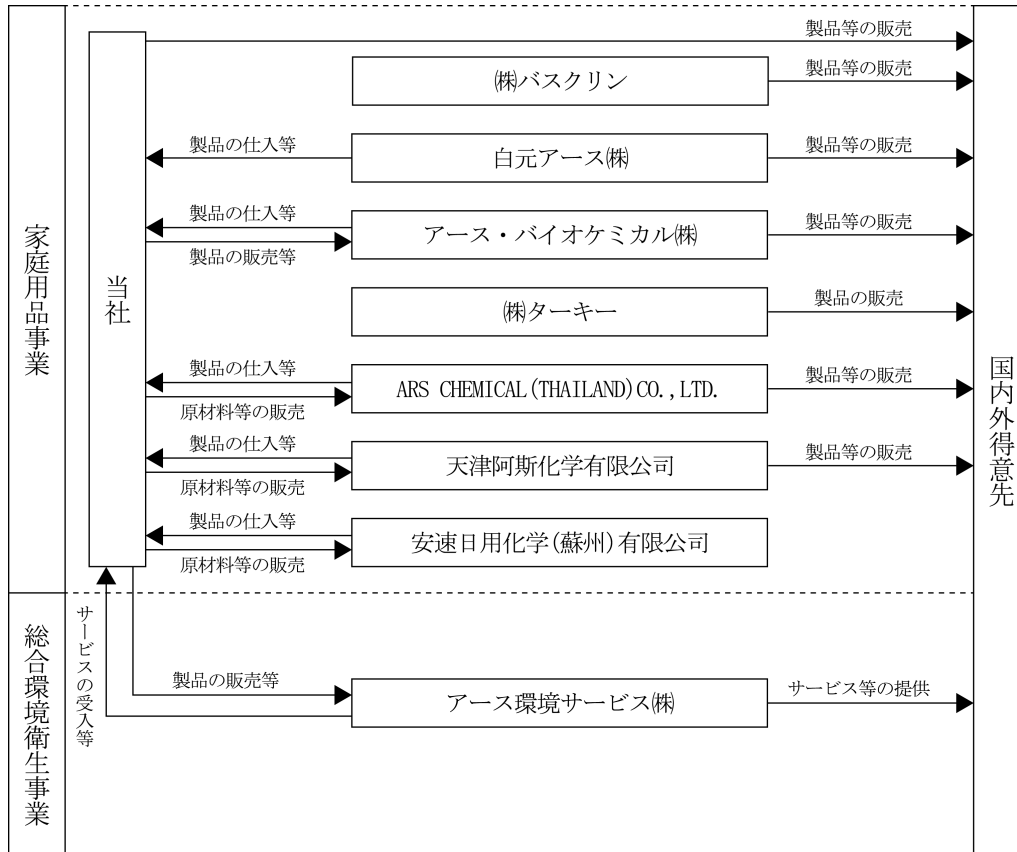 製品等の販売
㈱バスクリン
製品等の販売
製品の仕入等
白元アース㈱
製品等の販売
製品の仕入等
製品の販売等
アース・バイオケミカル㈱
製品等の販売
家庭用品事業
当社
㈱ターキー
製品の販売
製品の仕入等
原材料等の販売
ARS CHEMICAL(THAILAND)CO.,LTD.
製品等の販売
国内外得意先
製品の仕入等
原材料等の販売
天津阿斯化学有限公司
製品等の販売
製品の仕入等
原材料等の販売
安速日用化学(蘇州)有限公司
総合環境衛生事業
サービスの受入等
製品の販売等
アース環境サービス㈱
サービス等の提供